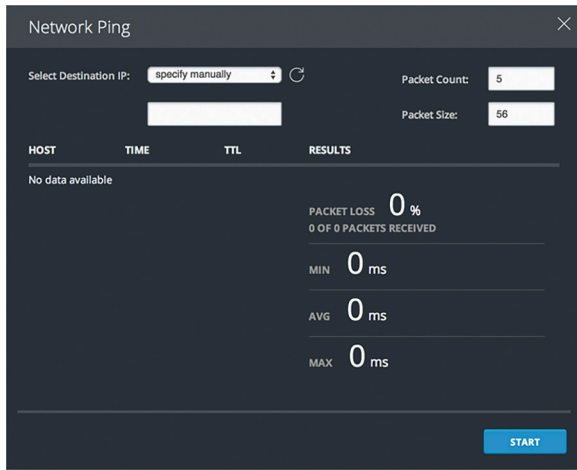 Network Ping
Select Destination IP: specify manually
Packet Count: 5
Packet Size: 56
HOST TIME TTL RESULTS
No data available
PACKET LOSS 0 %
0 OF 0 PACKETS RECEIVED
MIN 0 ms
AVG 0 ms
MAX 0 ms
START